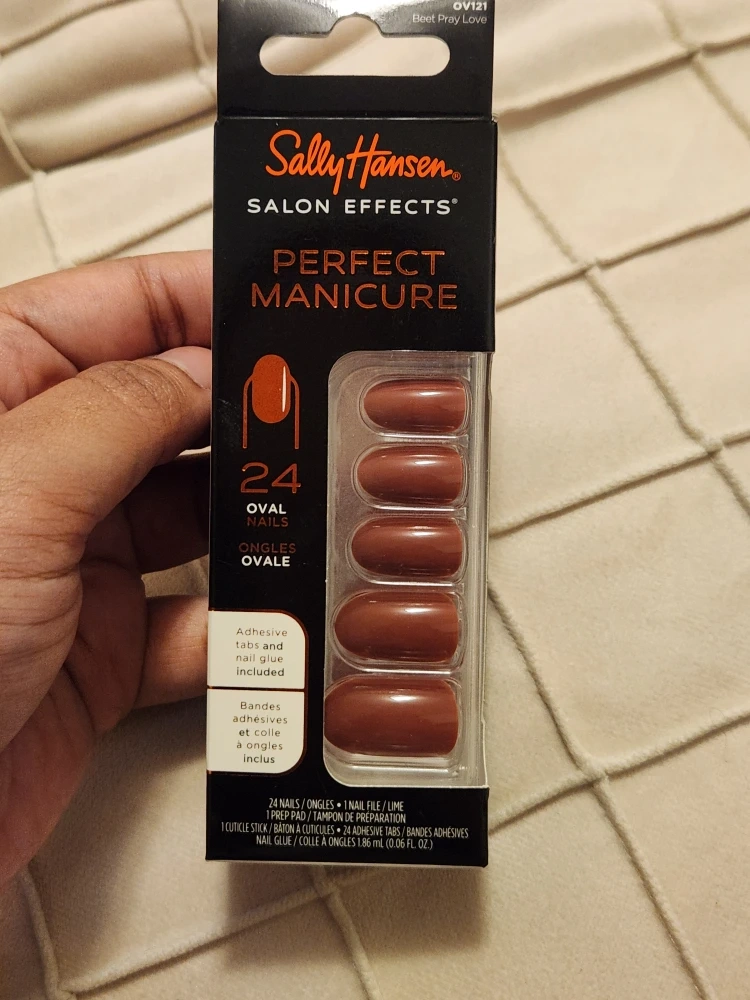 OV121
Beet Pray Love
Sally Hansen®
SALON EFFECTS®
PERFECT
MANICURE
24
OVAL
NAILS
ONGLES
OVALE
Adhesive
tabs and
nail glue
included
Bandes
adhésives
et colle
à ongles
inclus
24 NAILS / ONGLES • 1 NAIL FILE / LIME
1 PREP PAD / TAMPON DE PRÉPARATION
1 CUTICLE STICK / BÂTON À CUTICULES • 24 ADHESIVE TABS / BANDES ADHÉSIVES
NAIL GLUE / COLLE À ONGLES 1.86 mL (0.06 FL. OZ.)